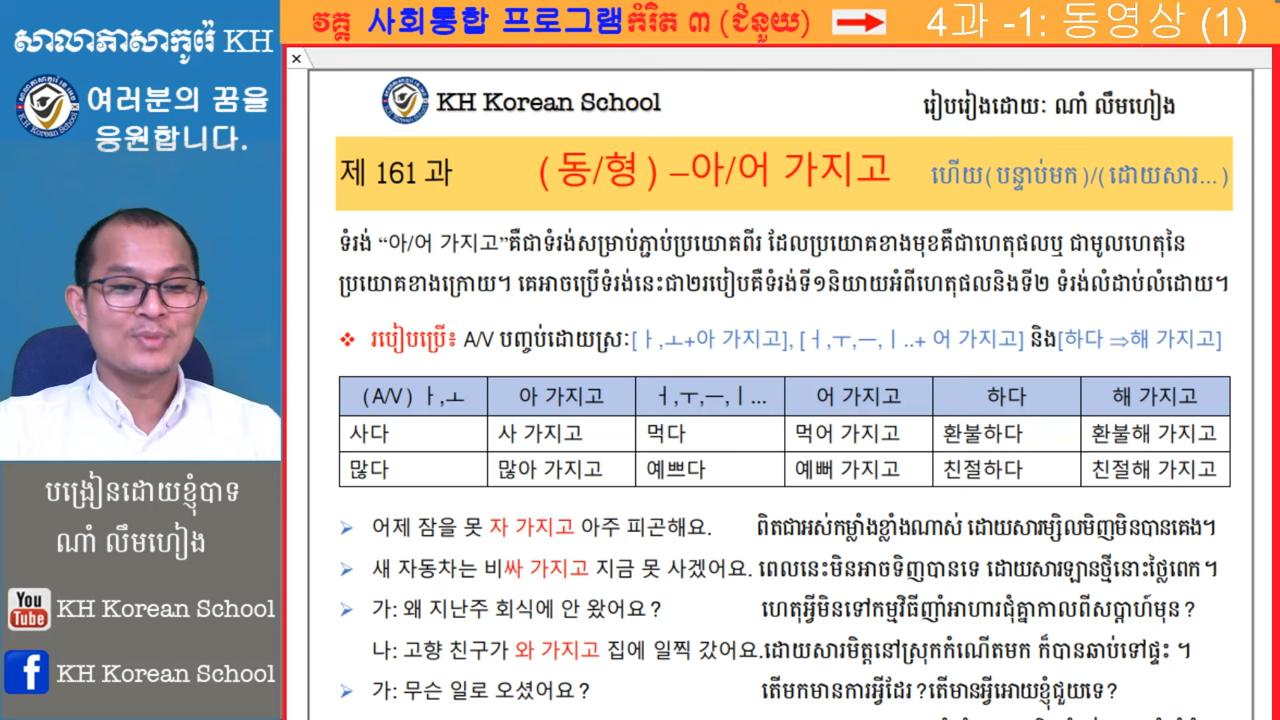 សាលាភាសាកូរ៉េ KH
여러분의 꿈을
응원합니다.
បង្រៀនដោយខ្ញុំបាទ
ណាំ លឹមហៀង
You Tube KH Korean School
f KH Korean School
វគ្គ 사회통합 프로그램កំរិត ៣ (ជំនួយ) 4과 -1: 동영상 (1)
KH Korean School រៀបរៀងដោយ: ណាំ លឹមហៀង
제 161 과 ( 동/형 ) –아/어 가지고 ហើយ(បន្ទាប់មក)/(ដោយសារ...)
ទំរង់ “아/어 가지고”គឺជាទំរង់សម្រាប់ភ្ជាប់ប្រយោគពីរ ដែលប្រយោគខាងមុខគឺជាហេតុផលឬ ជាមូលហេតុនៃ
ប្រយោគខាងក្រោយ។ គេអាចប្រើទំរង់នេះជា២របៀបគឺទំរង់ទី១និយាយអំពីហេតុផលនិងទី២ ទំរង់លំដាប់លំដោយ។
❖ របៀបប្រើ៖ A/V បញ្ចប់ដោយស្រៈ[ㅏ,ㅗ+아 가지고], [ㅓ,ㅜ,ㅡ,ㅣ..+ 어 가지고] និង[하다 ⇒해 가지고]
(A/V) ㅏ,ㅗ 아 가지고 ㅓ,ㅜ,ㅡ,ㅣ... 어 가지고 하다 해 가지고
사다 사 가지고 먹다 먹어 가지고 환불하다 환불해 가지고
많다 많아 가지고 예쁘다 예뻐 가지고 친절하다 친절해 가지고
➢ 어제 잠을 못 자 가지고 아주 피곤해요. ពិតជាអស់កម្លាំងខ្លាំងណាស់ ដោយសារម្សិលមិញមិនបានគេង។
➢ 새 자동차는 비싸 가지고 지금 못 사겠어요. ពេលនេះមិនអាចទិញបានទេ ដោយសារឡានថ្មីនោះថ្លៃពេក។
➢ 가: 왜 지난주 회식에 안 왔어요? ហេតុអ្វីមិនទៅកម្មវិធីញាំអាហារជុំគ្នាកាលពីសប្ដាហ៍មុន?
나: 고향 친구가 와 가지고 집에 일찍 갔어요.ដោយសារមិត្តនៅស្រុកកំណើតមក ក៏បានឆាប់ទៅផ្ទះ ។
➢ 가: 무슨 일로 오셨어요? តើមកមានការអ្វីដែរ?តើមានអ្វីអោយខ្ញុំជួយទេ?